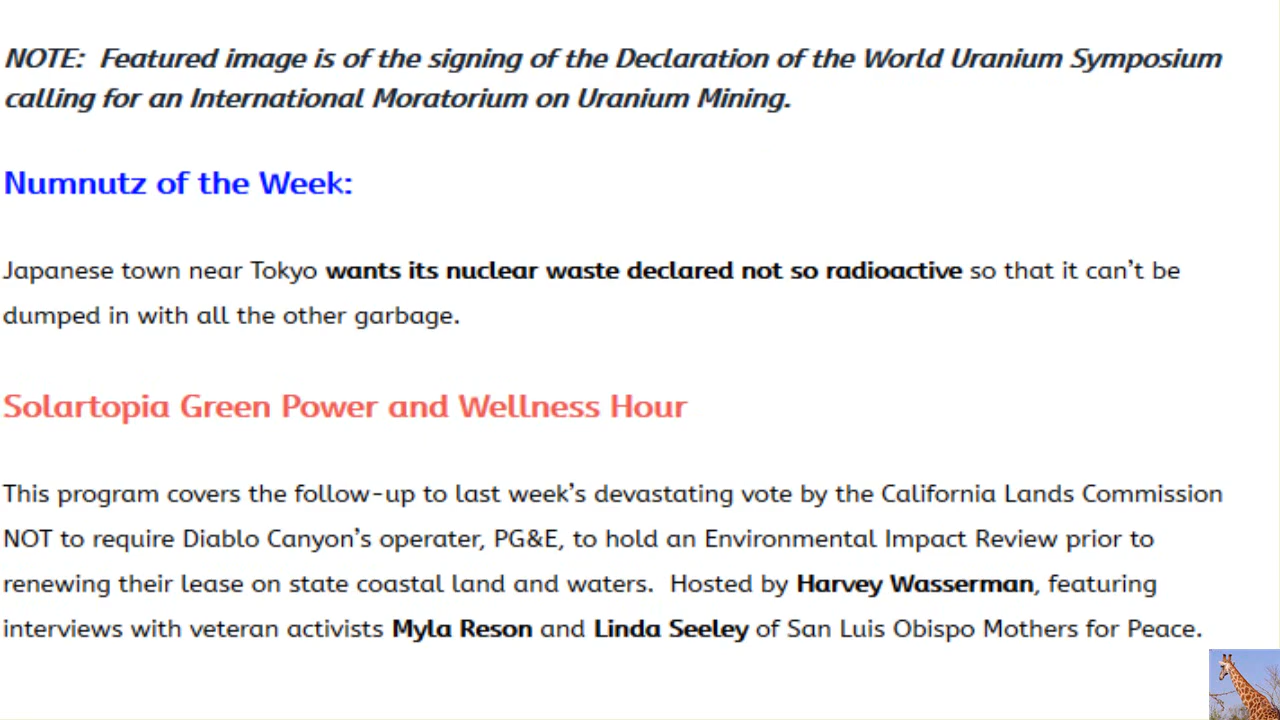 NOTE:  Featured image is of the signing of the Declaration of the World Uranium Symposium
calling for an International Moratorium on Uranium Mining.
Numnutz of the Week:
Japanese town near Tokyo wants its nuclear waste declared not so radioactive so that it can’t be
dumped in with all the other garbage.
Solartopia Green Power and Wellness Hour
This program covers the follow-up to last week’s devastating vote by the California Lands Commission
NOT to require Diablo Canyon’s operater, PG&E, to hold an Environmental Impact Review prior to
renewing their lease on state coastal land and waters.  Hosted by Harvey Wasserman, featuring
interviews with veteran activists Myla Reson and Linda Seeley of San Luis Obispo Mothers for Peace.